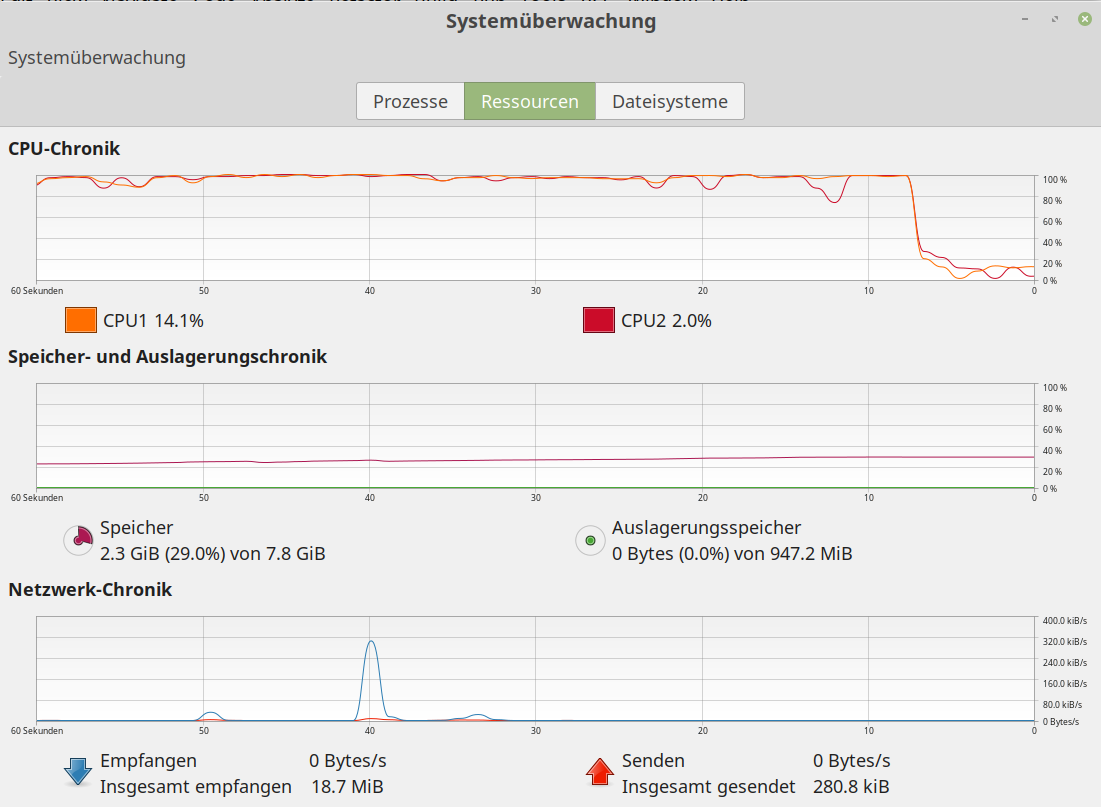 Systemüberwachung
Systemüberwachung
Prozesse Ressourcen Dateisysteme
CPU-Chronik
100 %
80 %
60 %
40 %
20 %
0 %
60 Sekunden 50 40 30 20 10 0
CPU1 14.1% CPU2 2.0%
Speicher- und Auslagerungschronik
100 %
80 %
60 %
40 %
20 %
0 %
60 Sekunden 50 40 30 20 10 0
Speicher Auslagerungsspeicher
2.3 GiB (29.0%) von 7.8 GiB 0 Bytes (0.0%) von 947.2 MiB
Netzwerk-Chronik
400.0 kiB/s
320.0 kiB/s
240.0 kiB/s
160.0 kiB/s
80.0 kiB/s
0 Bytes/s
60 Sekunden 50 40 30 20 10 0
Empfangen 0 Bytes/s Senden 0 Bytes/s
Insgesamt empfangen 18.7 MiB Insgesamt gesendet 280.8 kiB